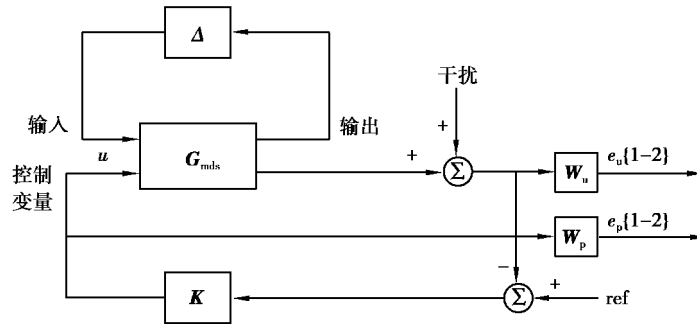 Δ
干扰
输入
输出
+
u
G_mds
+
Σ
W_u
e_u{1-2}
控制
变量
W_p
e_p{1-2}
−
K
Σ
+
ref